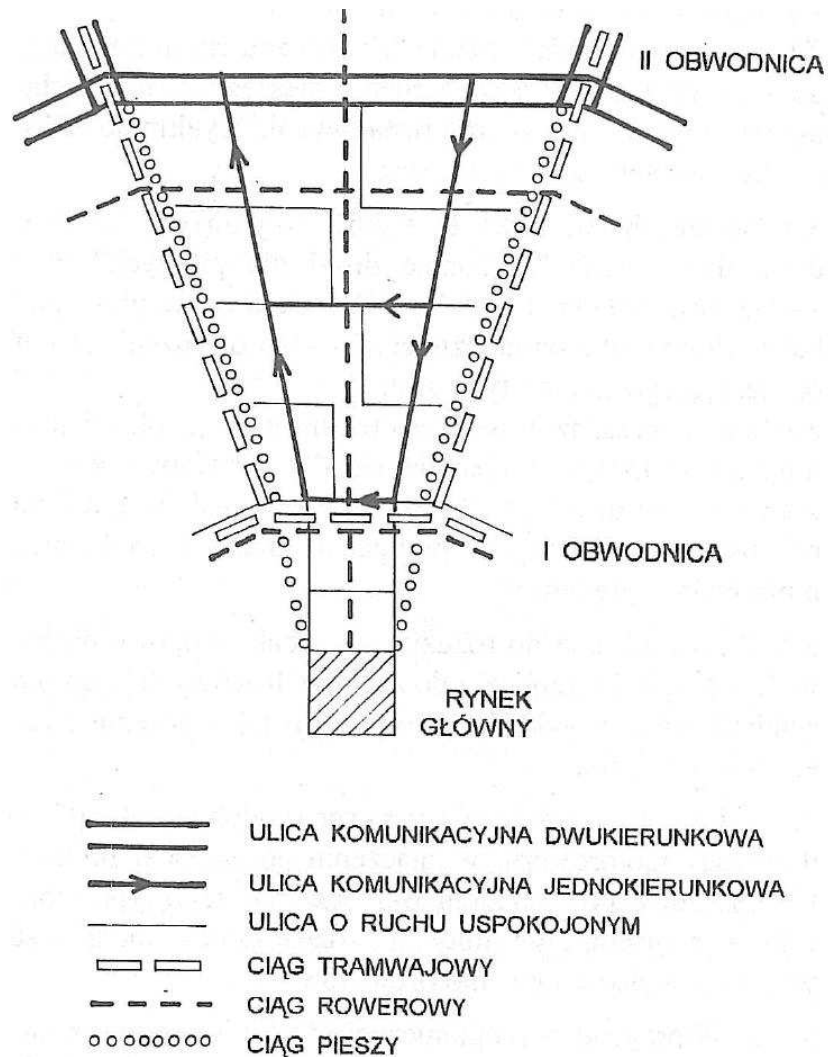 II OBWODNICA
I OBWODNICA
RYNEK
GŁÓWNY
ULICA KOMUNIKACYJNA DWUKIERUNKOWA
ULICA KOMUNIKACYJNA JEDNOKIERUNKOWA
ULICA O RUCHU USPOKOJONYM
CIĄG TRAMWAJOWY
CIĄG ROWEROWY
CIĄG PIESZY